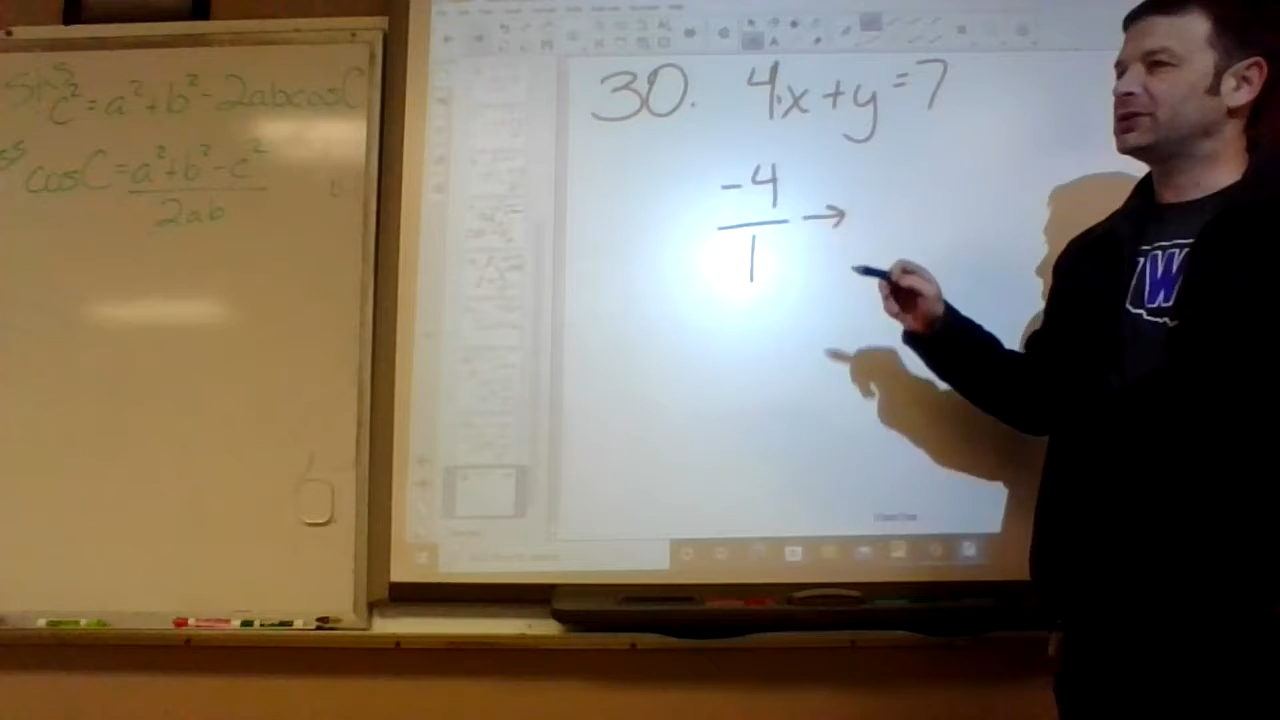 c² = a² + b² - 2abcosC
cosC = a² + b² - c²
2ab
30. 4x + y = 7
-4 →
1
W